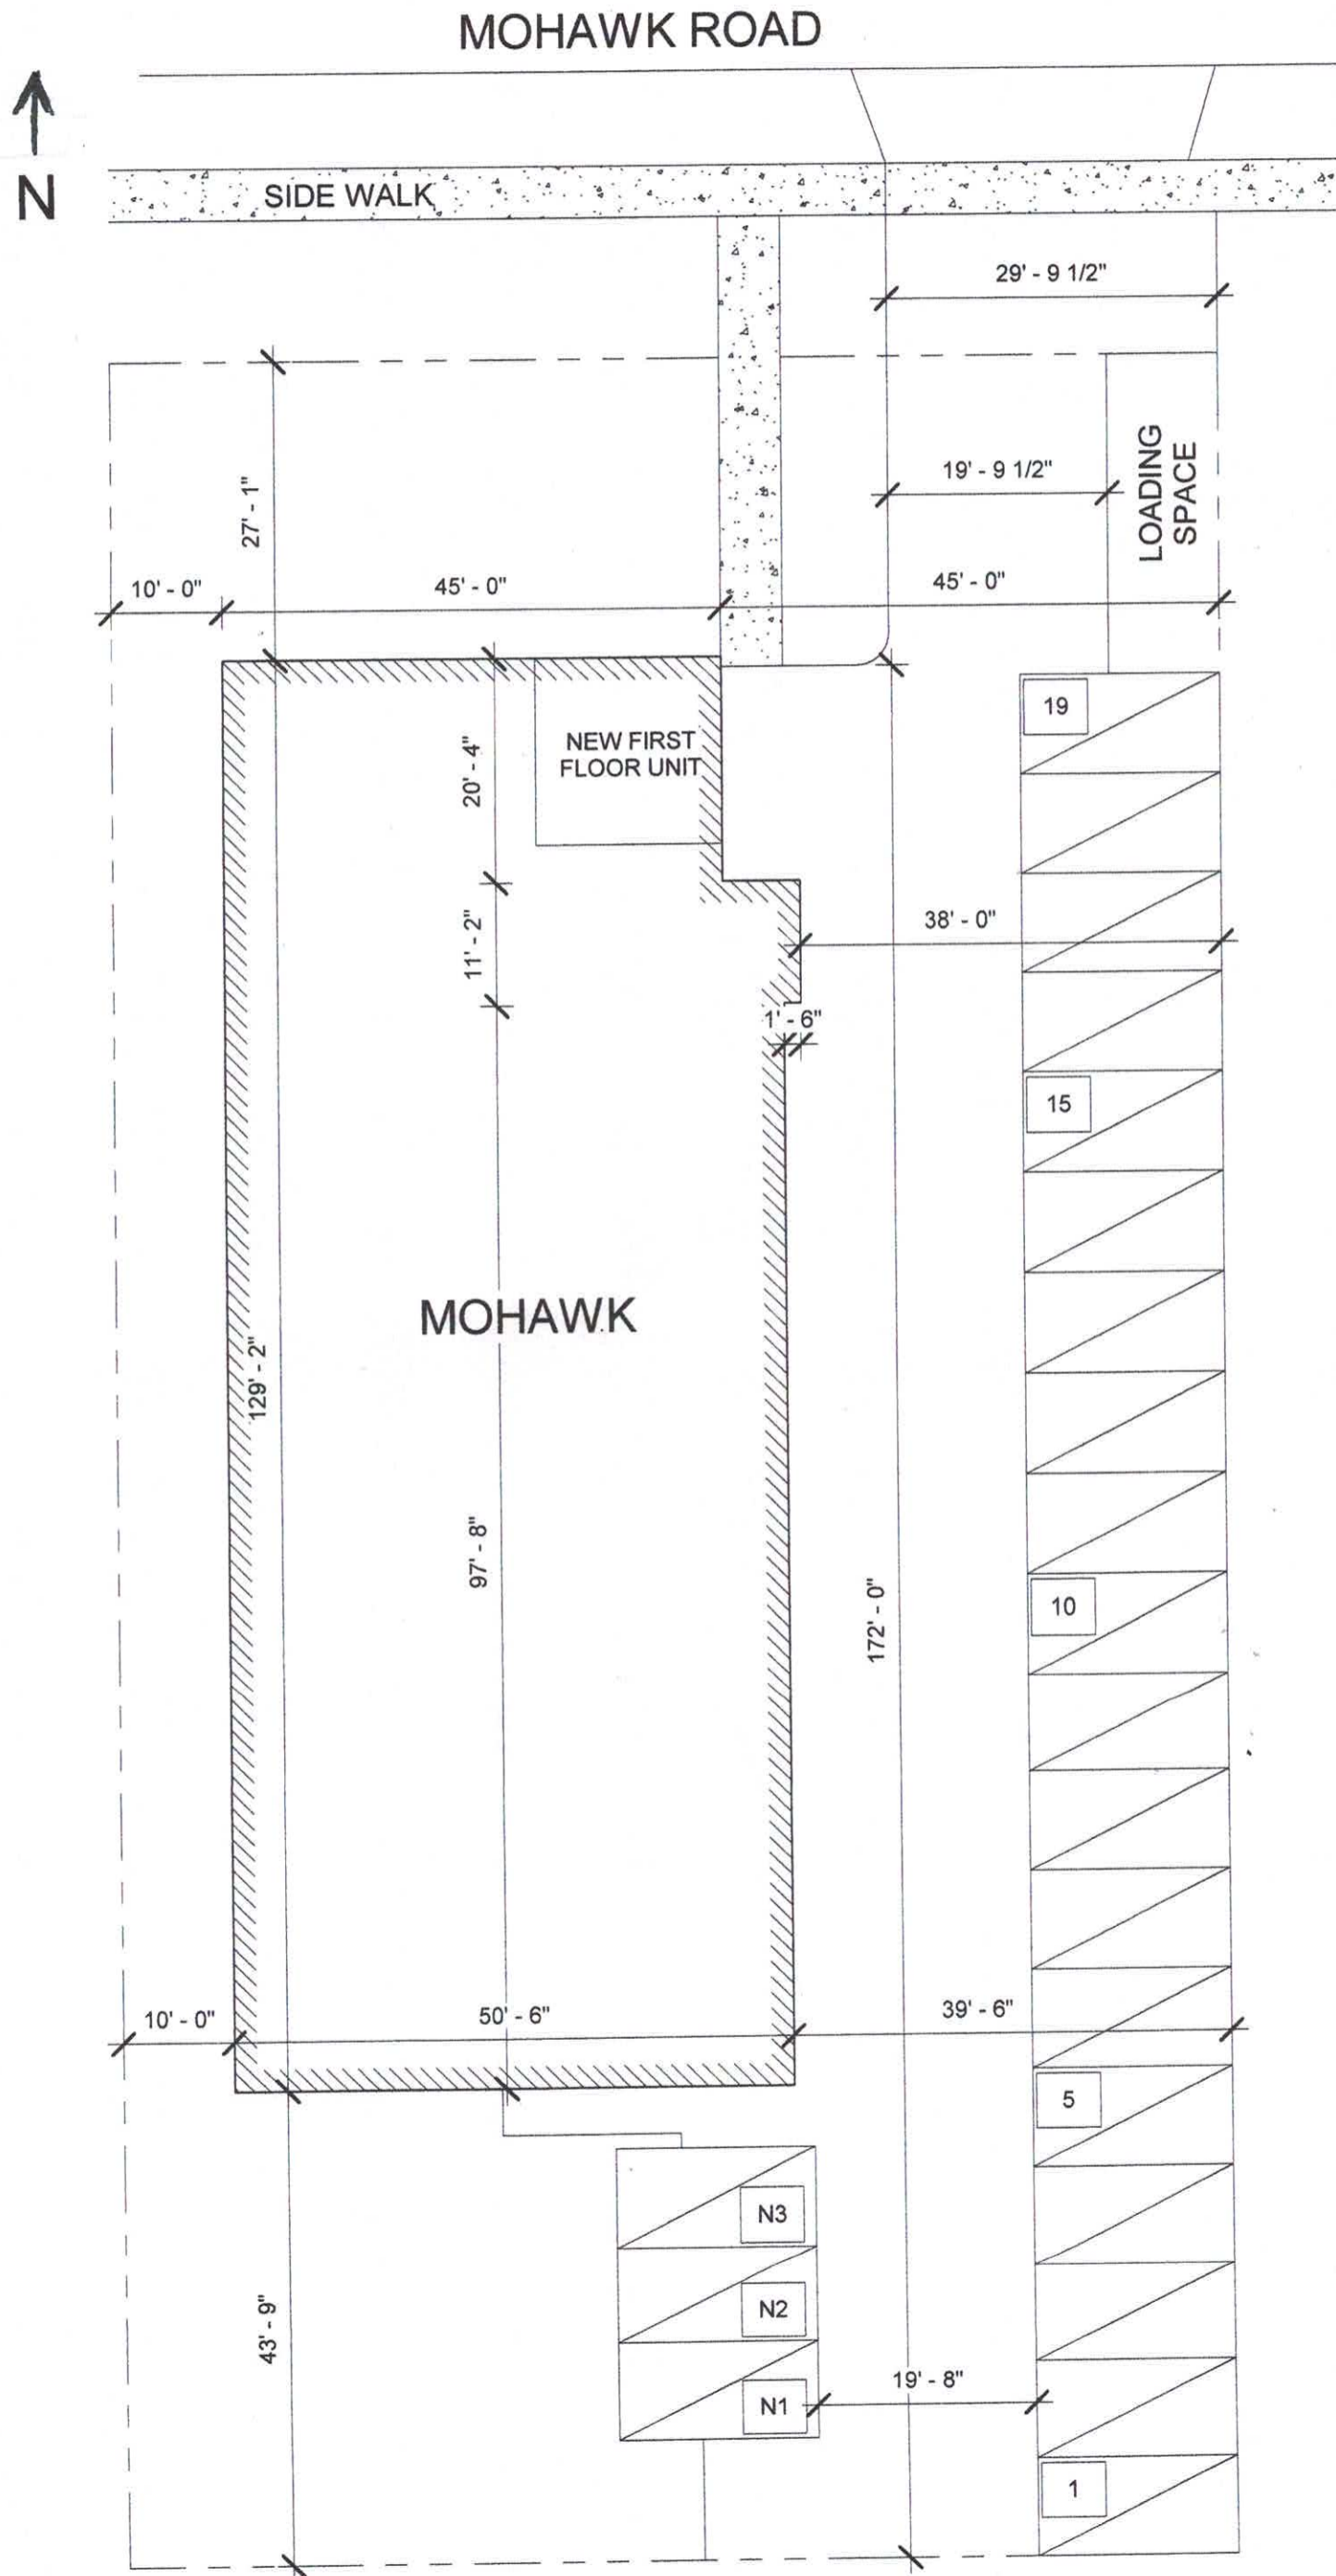 MOHAWK ROAD
N
SIDE WALK
29' - 9 1/2"
27' - 1"
19' - 9 1/2"
LOADING
SPACE
10' - 0"
45' - 0"
45' - 0"
19
NEW FIRST
FLOOR UNIT
20' - 4"
11' - 2"
38' - 0"
1' - 6"
15
MOHAWK
129' - 2"
97' - 8"
172' - 0"
10
10' - 0"
50' - 6"
39' - 6"
5
N3
N2
43' - 9"
19' - 8"
N1
1